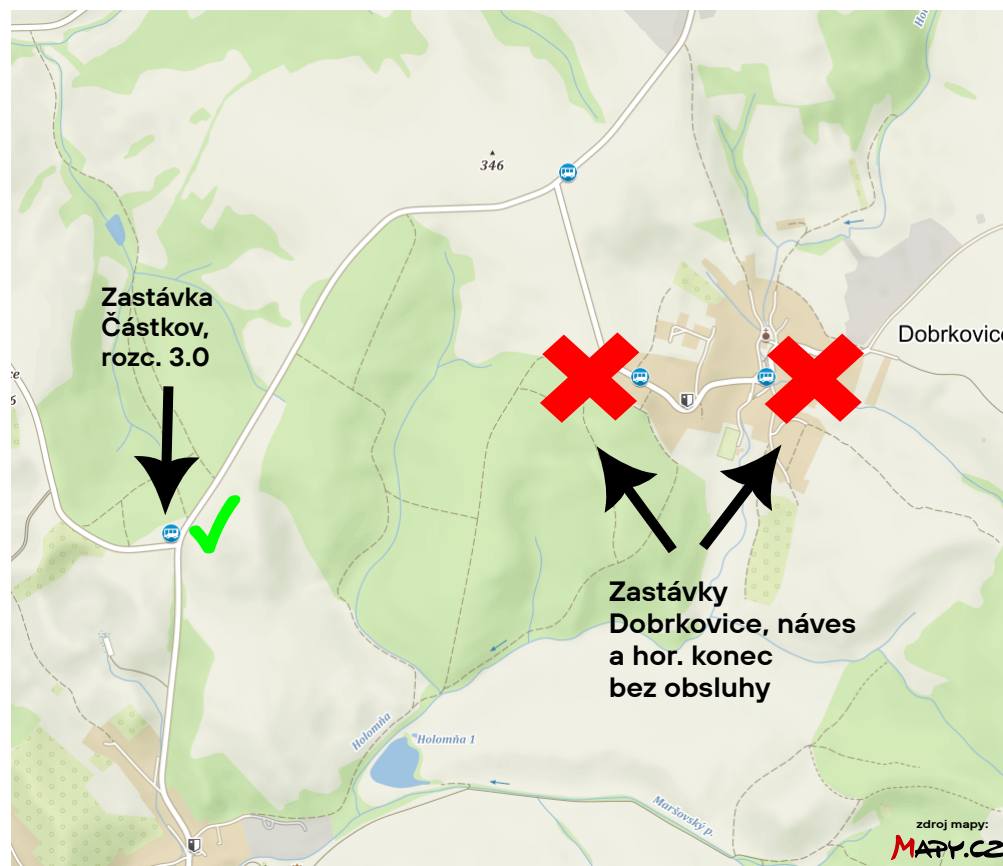 346
Zastávka
Částkov,
rozc. 3.0
Dobrkovice
6
Zastávky
Dobrkovice, náves
a hor. konec
bez obsluhy
Holomňa
Holomňa 1
Maršovský p.
zdroj mapy:
MAPY.CZ